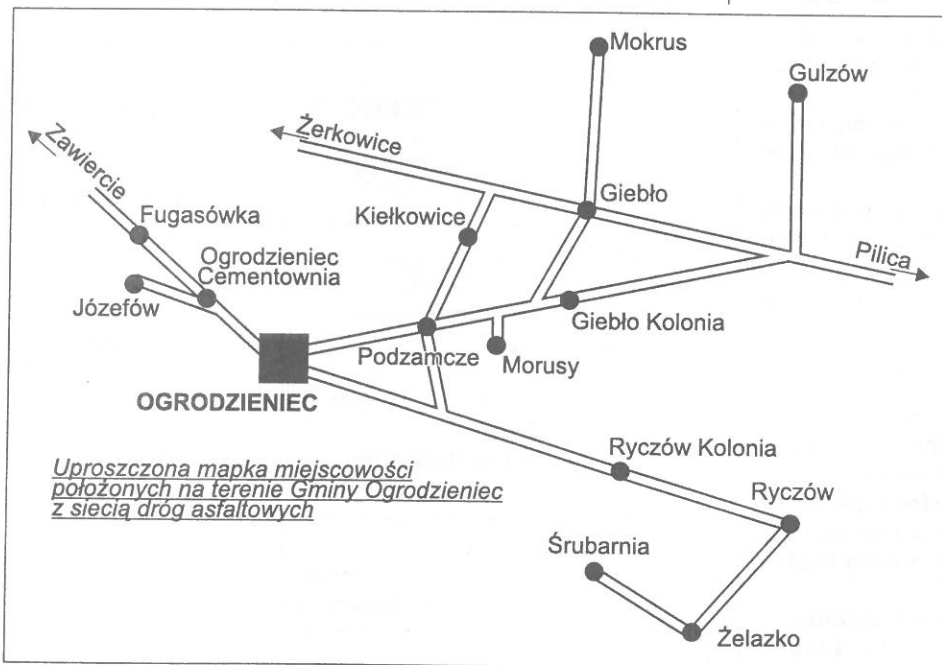 Mokrus
Gulzów
Żerkowice
Zawiercie
Fugasówka
Kiełkowice
Giebło
Pilica
Ogrodzieniec
Cementownia
Józefów
Giebło Kolonia
Podzamcze
Morusy
OGRODZIENIEC
Uproszczona mapka miejscowości
położonych na terenie Gminy Ogrodzieniec
z siecią dróg asfaltowych
Ryczów Kolonia
Ryczów
Śrubarnia
Żelazko